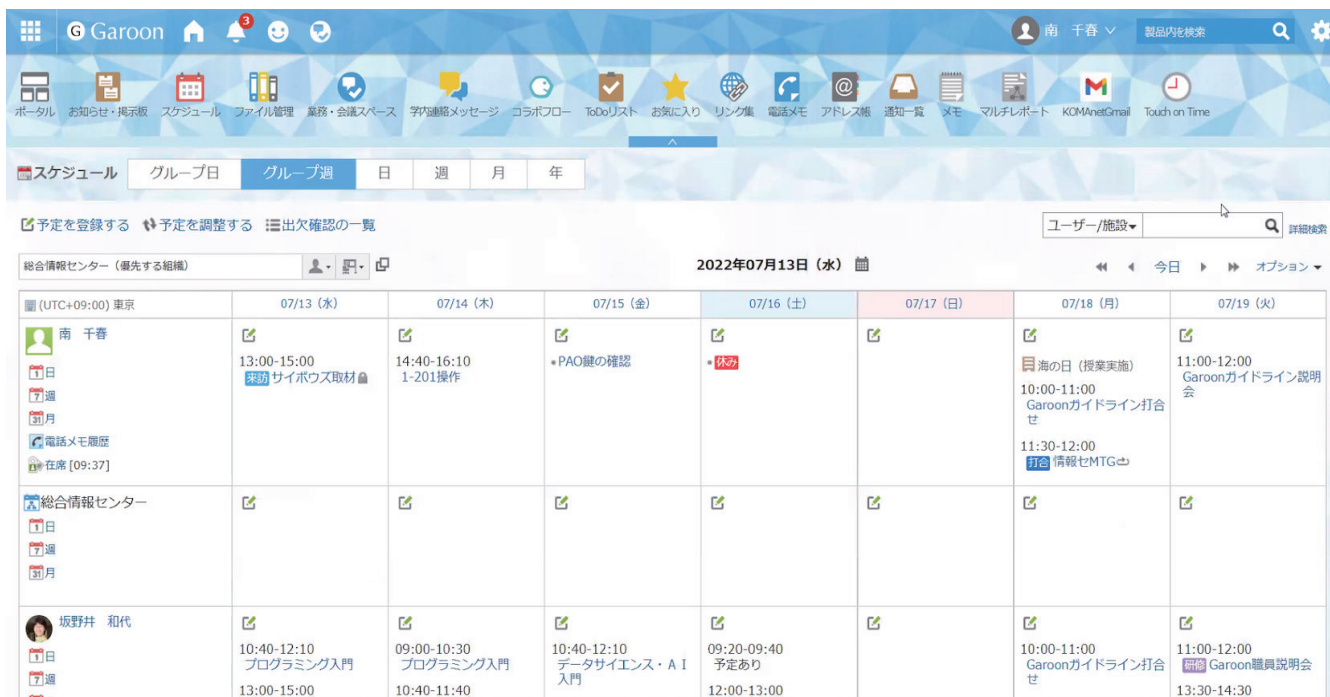 G Garoon 3 南 千春 製品内を検索
ポータル お知らせ・掲示板 スケジュール ファイル管理 業務・会議スペース 学内連絡メッセージ コラボフロー ToDoリスト お気に入り リンク集 電話メモ アドレス帳 通知一覧 メモ マルチレポート KOMAnetGmail Touch on Time
スケジュール グループ日 グループ週 日 週 月 年
予定を登録する 予定を調整する 出欠確認の一覧 ユーザー/施設 詳細検索
総合情報センター（優先する組織） 2022年07月13日（水） 今日 オプション
(UTC+09:00) 東京 07/13（水） 07/14（木） 07/15（金） 07/16（土） 07/17（日） 07/18（月） 07/19（火）
南 千春
1日
7週
31月
電話メモ履歴
在席 [09:37]
13:00-15:00
来訪 サイボウズ取材
14:40-16:10
1-201操作
PAO鍵の確認
休み
海の日（授業実施）
10:00-11:00
Garoonガイドライン打合
せ
11:30-12:00
打合 情報セMTG
11:00-12:00
Garoonガイドライン説明
会
総合情報センター
1日
7週
31月
坂野井 和代
1日
7週
10:40-12:10
プログラミング入門
13:00-15:00
09:00-10:30
プログラミング入門
10:40-11:40
10:40-12:10
データサイエンス・ＡＩ
入門
09:20-09:40
予定あり
12:00-13:00
10:00-11:00
Garoonガイドライン打合
せ
11:00-12:00
研修 Garoon職員説明会
13:30-14:30